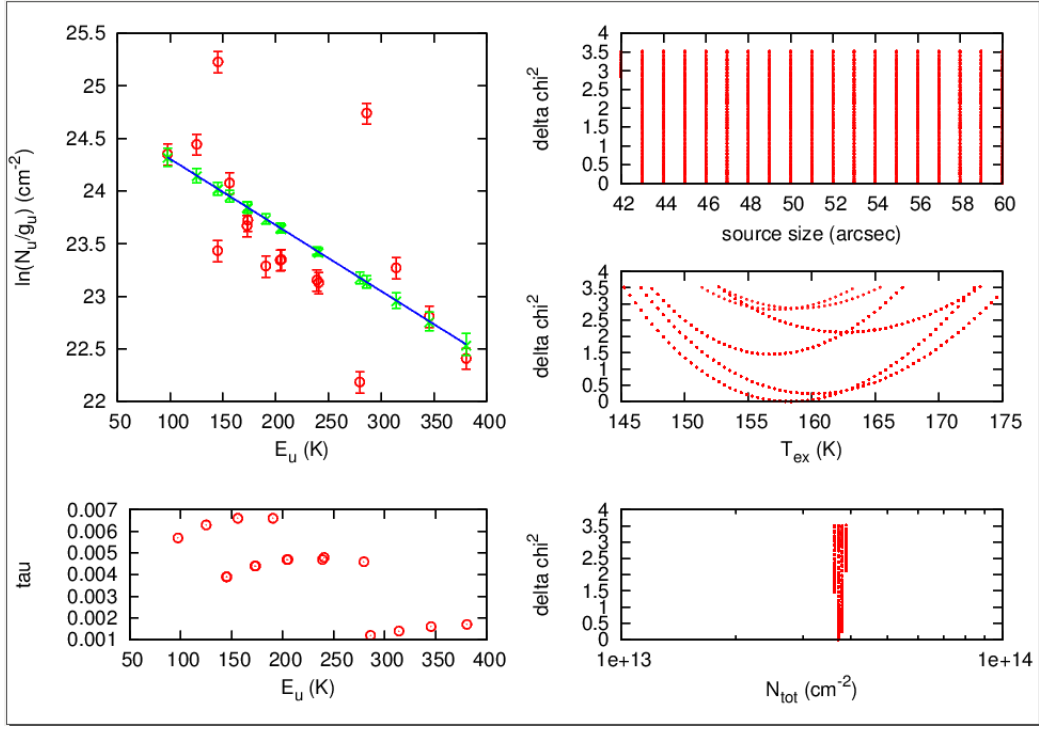 25.5
25
24.5
24
23.5
23
22.5
22
ln(N_u/g_u) (cm^-2)
50 100 150 200 250 300 350 400
E_u (K)
4
3.5
2.5
2
1.5
1
0.5
0
delta chi^2
42 44 46 48 50 52 54 56 58 60
source size (arcsec)
4
3.5
2.5
2
1.5
0.5
0
delta chi^2
145 150 155 160 165 170 175
T_ex (K)
0.007
0.006
0.005
0.004
0.002
0.001
tau
50 100 150 200 250 300 350 400
E_u (K)
4
3.5
2.5
2
1.5
1
0.5
0
delta chi^2
1e+13 1e+14
N_tot (cm^-2)